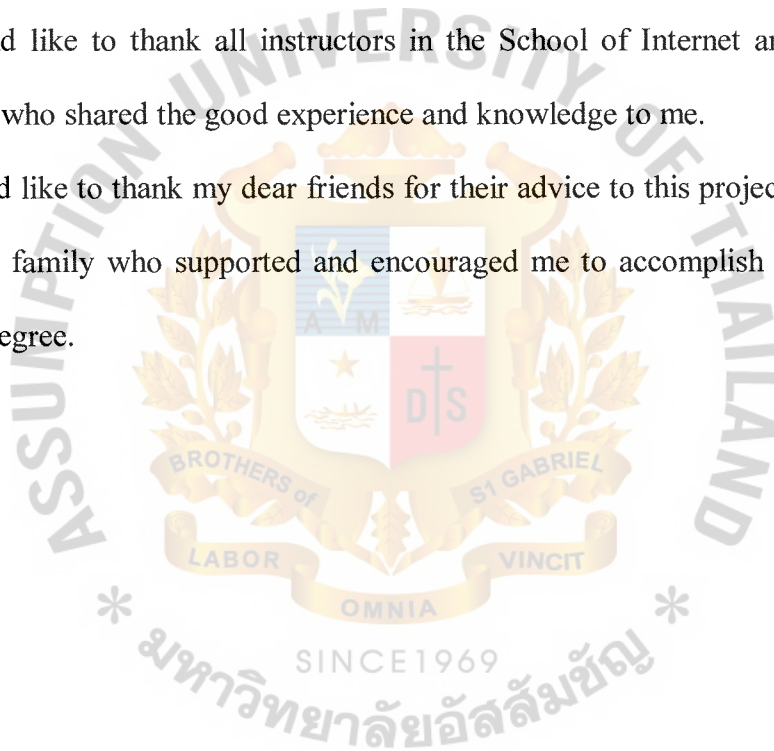 d like to thank all instructors in the School of Internet ar
who shared the good experience and knowledge to me.
d like to thank my dear friends for their advice to this projec
family who supported and encouraged me to accomplish
egree.
ASSUMPTION UNIVERSITY OF THAILAND
A M
D S
BROTHERS of S1 GABRIEL
LABOR VINCIT
OMNIA
SINCE1969
มหาวิทยาลัยอัสสัมชัญ